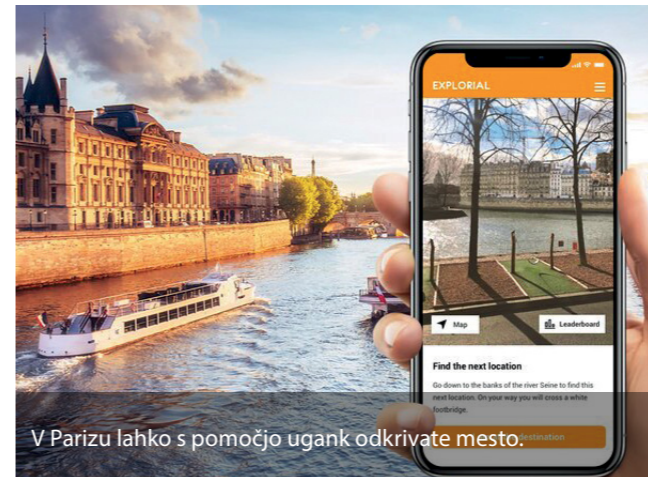 EXPLORIAL
Map
Leaderboard
Find the next location
Go down to the banks of the river Seine to find this
next location. On your way you will cross a white
footbridge.
destination
V Parizu lahko s pomočjo ugank odkrivate mesto.